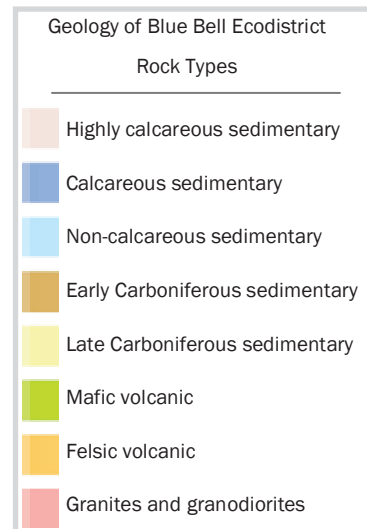 Geology of Blue Bell Ecodistrict
Rock Types
Highly calcareous sedimentary
Calcareous sedimentary
Non-calcareous sedimentary
Early Carboniferous sedimentary
Late Carboniferous sedimentary
Mafic volcanic
Felsic volcanic
Granites and granodiorites